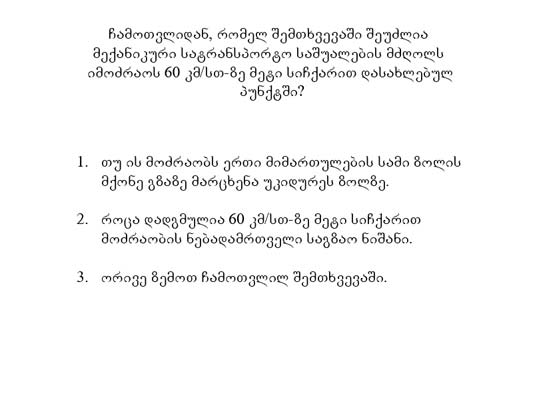 ჩამოთვლიდან, რომელ შემთხვევაში შეუძლია
მექანიკური სატრანსპორტო საშუალების მძღოლს
იმოძრაოს 60 კმ/სთ-ზე მეტი სიჩქარით დასახლებულ
პუნქტში?
1. თუ ის მოძრაობს ერთი მიმართულების სამი ზოლის
მქონე გზაზე მარცხენა უკიდურეს ზოლზე.
2. როცა დადგმულია 60 კმ/სთ-ზე მეტი სიჩქარით
მოძრაობის ნებადამრთველი საგზაო ნიშანი.
3. ორივე ზემოთ ჩამოთვლილ შემთხვევაში.